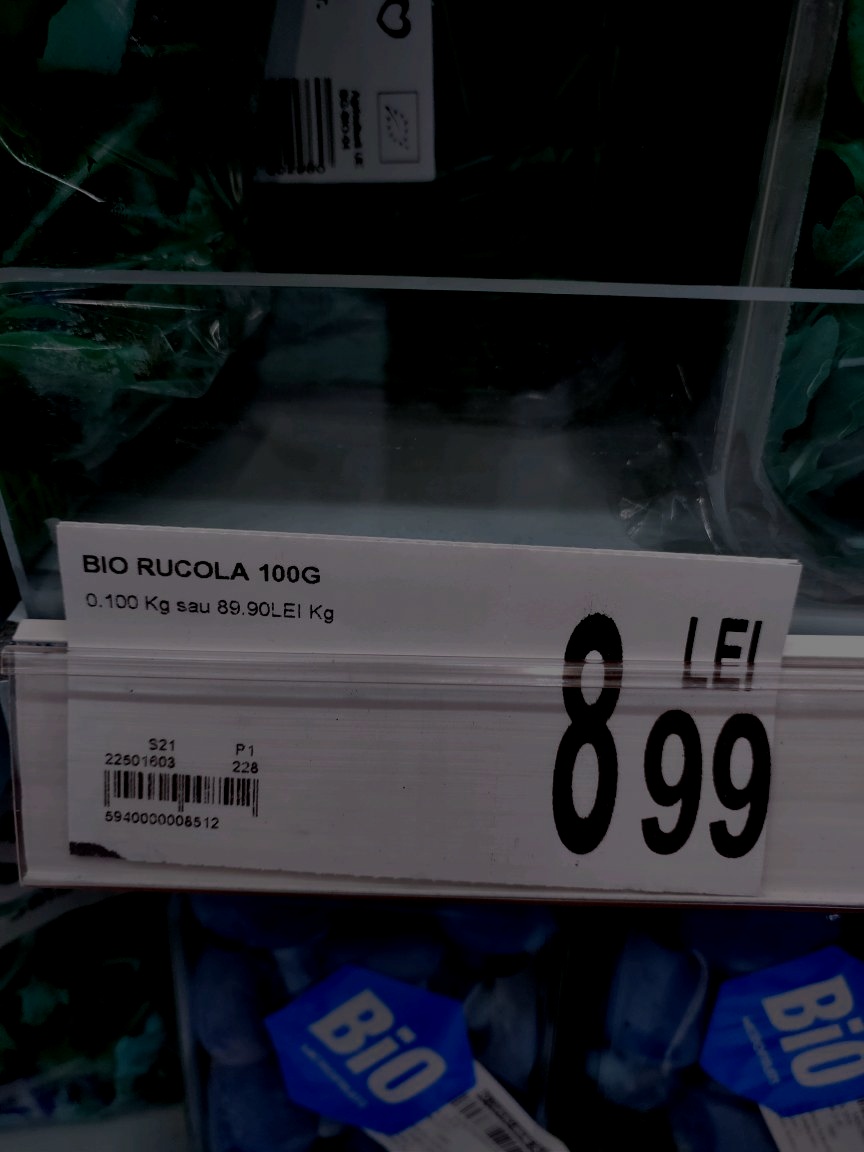 BIO RUCOLA 100G
0.100 Kg sau 89.90LEI Kg
8 99 LEI
S21 P1
22501603 228
5940000008512
BiO
BiO